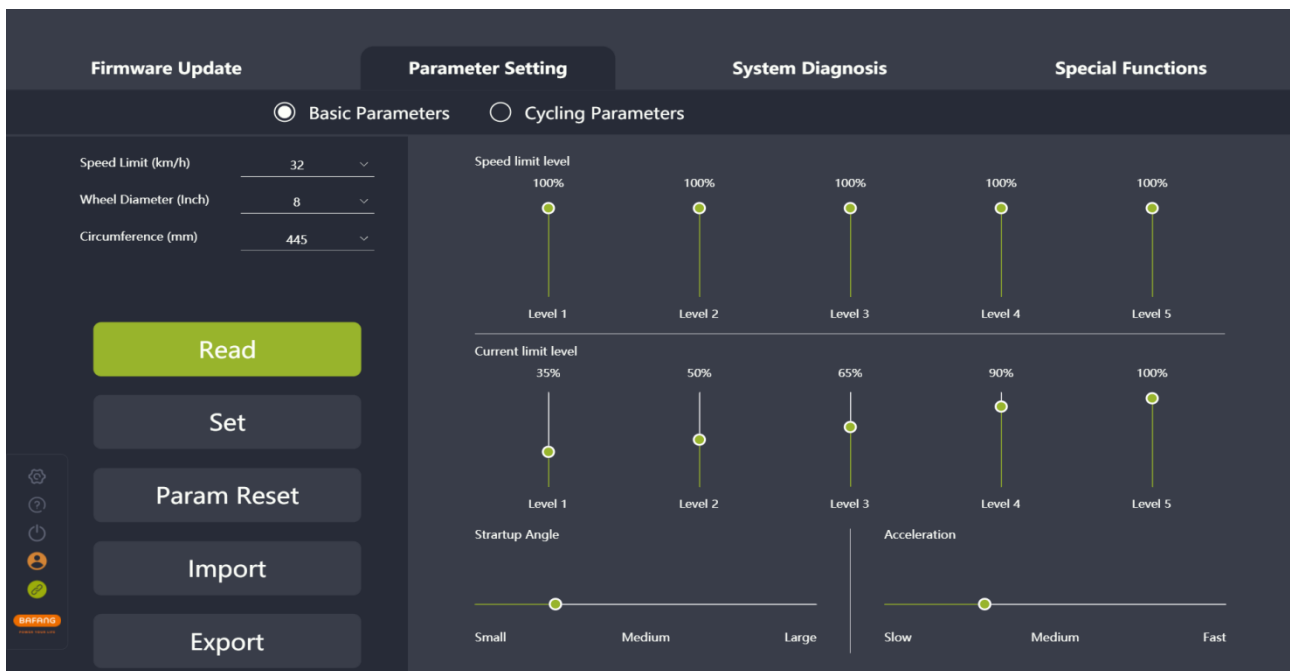 Firmware Update Parameter Setting System Diagnosis Special Functions
Basic Parameters Cycling Parameters
Speed Limit (km/h) 32
Wheel Diameter (Inch) 8
Circumference (mm) 445
Read
Set
Param Reset
Import
Export
BAFANG
Speed limit level
100% 100% 100% 100% 100%
Level 1 Level 2 Level 3 Level 4 Level 5
Current limit level
35% 50% 65% 90% 100%
Level 1 Level 2 Level 3 Level 4 Level 5
Strartup Angle
Small Medium Large
Acceleration
Slow Medium Fast